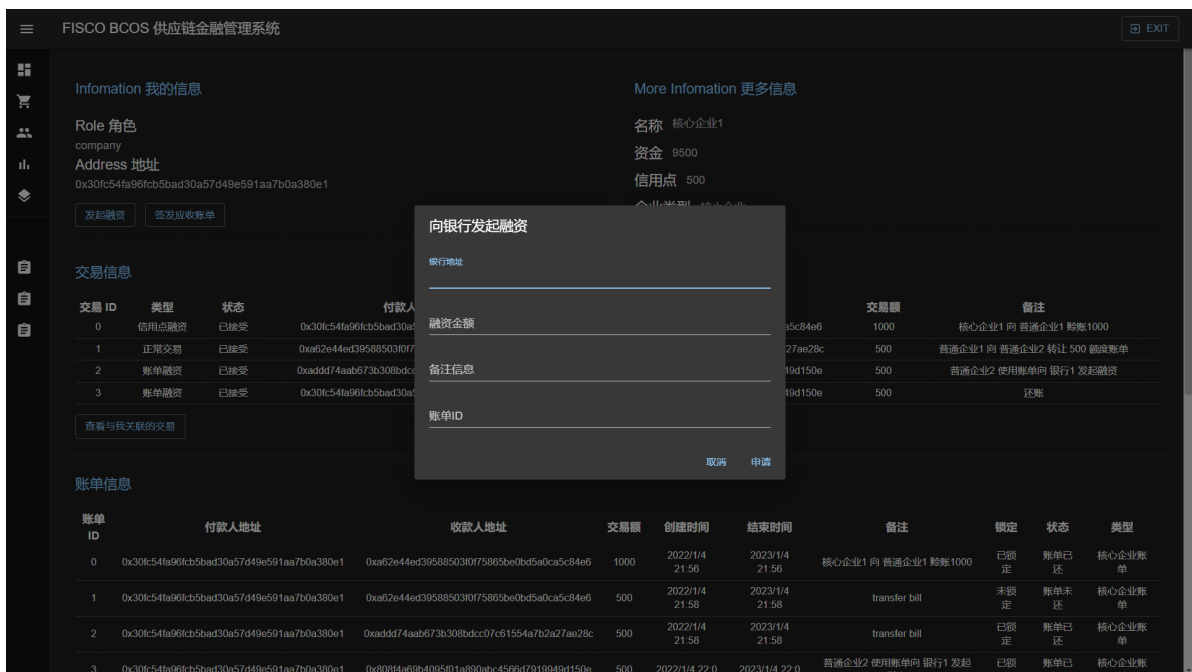 FISCO BCOS 供应链金融管理系统
EXIT
Infomation 我的信息
More Infomation 更多信息
Role 角色
company
Address 地址
0x30fc54fa96fcb5bad30a57d49e591aa7b0a380e1
发起融资 签发应收账单
名称 核心企业1
资金 9500
信用点 500
向银行发起融资
银行地址
融资金额
备注信息
账单ID
取消 申请
交易信息
交易 ID 类型 状态 付款人 交易额 备注
0 信用点融资 已接受 1000 核心企业1 向 普通企业1 赊账1000
1 正常交易 已接受 500 普通企业1 向 普通企业2 转让 500 额度账单
2 账单融资 已接受 500 普通企业2 使用账单向 银行1 发起融资
3 账单融资 已接受 500 还账
查看与我关联的交易
账单信息
账单 ID 付款人地址 收款人地址 交易额 创建时间 结束时间 备注 锁定 状态 类型
0 0x30fc54fa96fcb5bad30a57d49e591aa7b0a380e1 0xa62e44ed39588503f0f75865be0bd5a0ca5c84e6 1000 2022/1/4 21:56 2023/1/4 21:56 核心企业1 向 普通企业1 赊账1000 已锁定 账单已还 核心企业账单
1 0x30fc54fa96fcb5bad30a57d49e591aa7b0a380e1 0xa62e44ed39588503f0f75865be0bd5a0ca5c84e6 500 2022/1/4 21:58 2023/1/4 21:58 transfer bill 未锁定 账单未还 核心企业账单
2 0x30fc54fa96fcb5bad30a57d49e591aa7b0a380e1 0xaddd74aab673b308bdcc07c61554a7b2a27ae28c 500 2022/1/4 21:58 2023/1/4 21:58 transfer bill 已锁定 账单已还 核心企业账单
3 0x30fc54fa96fcb5bad30a57d49e591aa7b0a380e1 0x808f4a69b4095f01a890abc4566d7919949d150e 500 2022/1/4 22:0 2023/1/4 22:0 普通企业2 使用账单向 银行1 发起 已锁 账单已 核心企业账